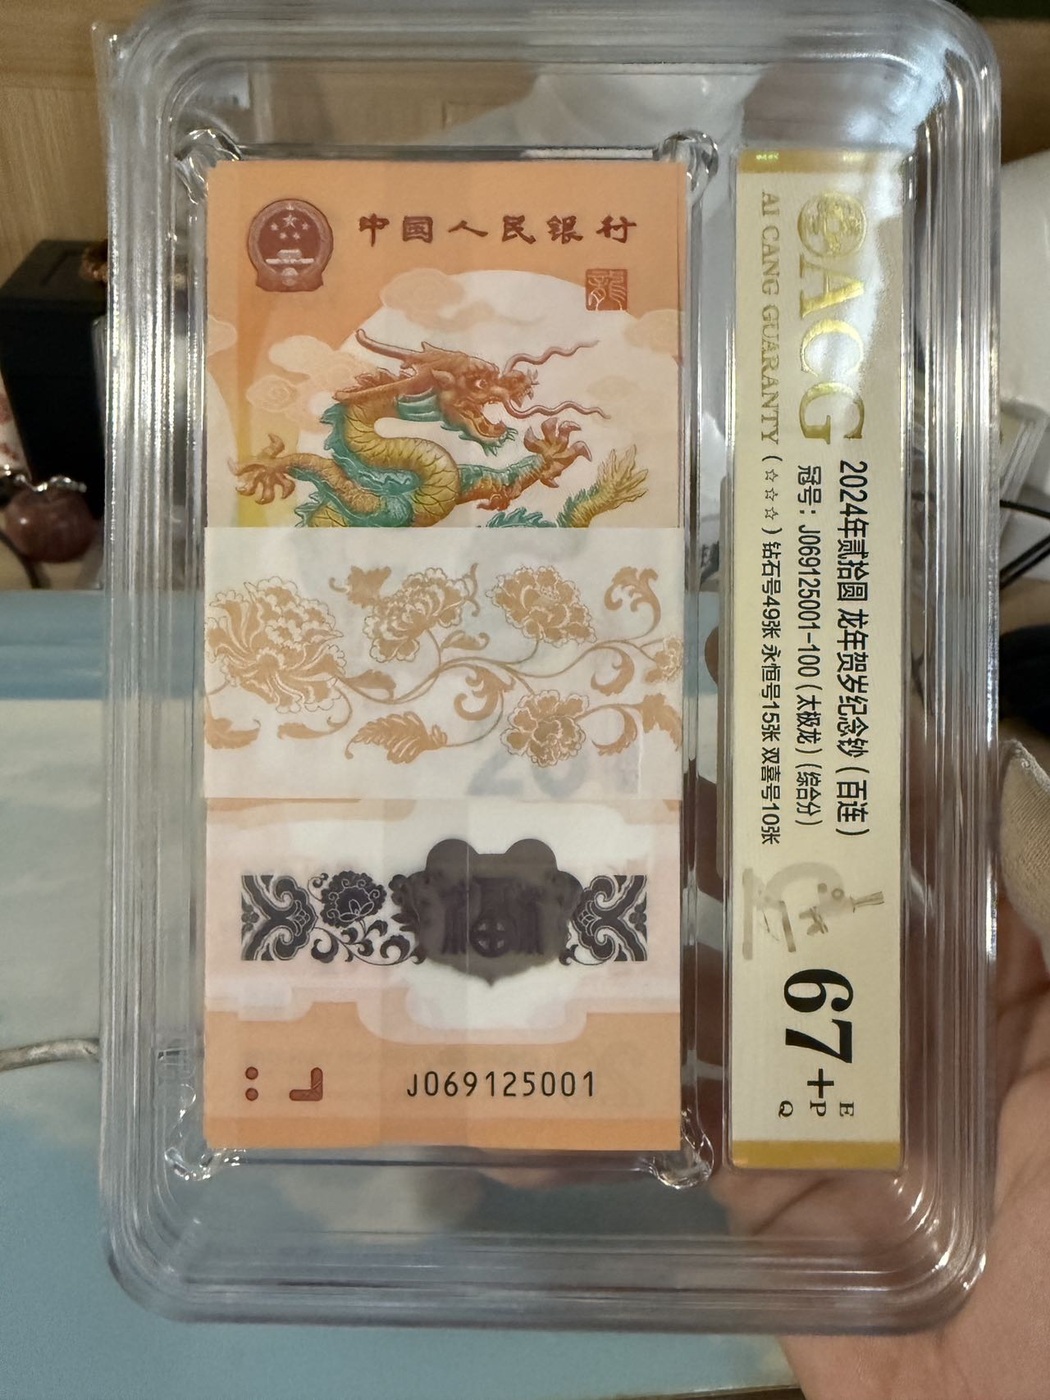 中国人民银行
龍
J069125001
ACG
AI CANG GUARANTY
2024年贰拾圆 龙年贺岁纪念钞（百连）
冠号：J069125001-100（太极龙）（综合分）
（☆☆☆）钻石号49张 永恒号15张 双喜号10张
67+
E
P
Q